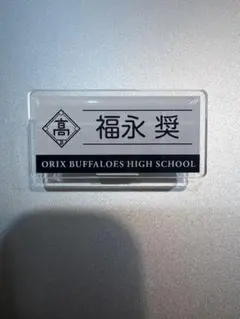 高
福永 奨
ORIX BUFFALOES HIGH SCHOOL